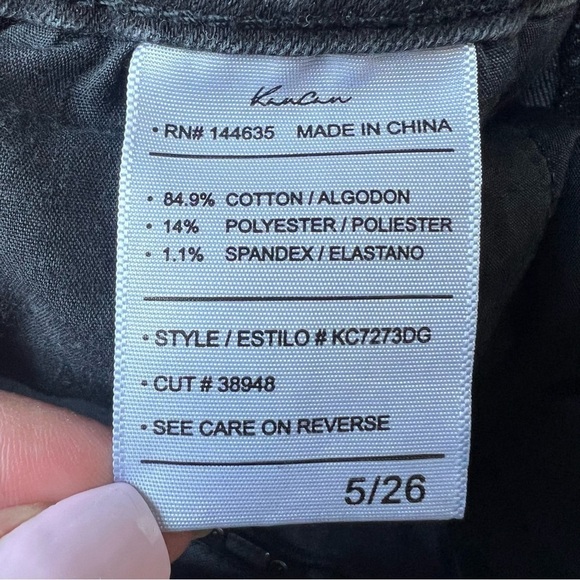 KanCan
• RN# 144635 MADE IN CHINA
• 84.9% COTTON / ALGODON
• 14% POLYESTER / POLIESTER
• 1.1% SPANDEX / ELASTANO
• STYLE / ESTILO # KC7273DG
• CUT # 38948
• SEE CARE ON REVERSE
5/26